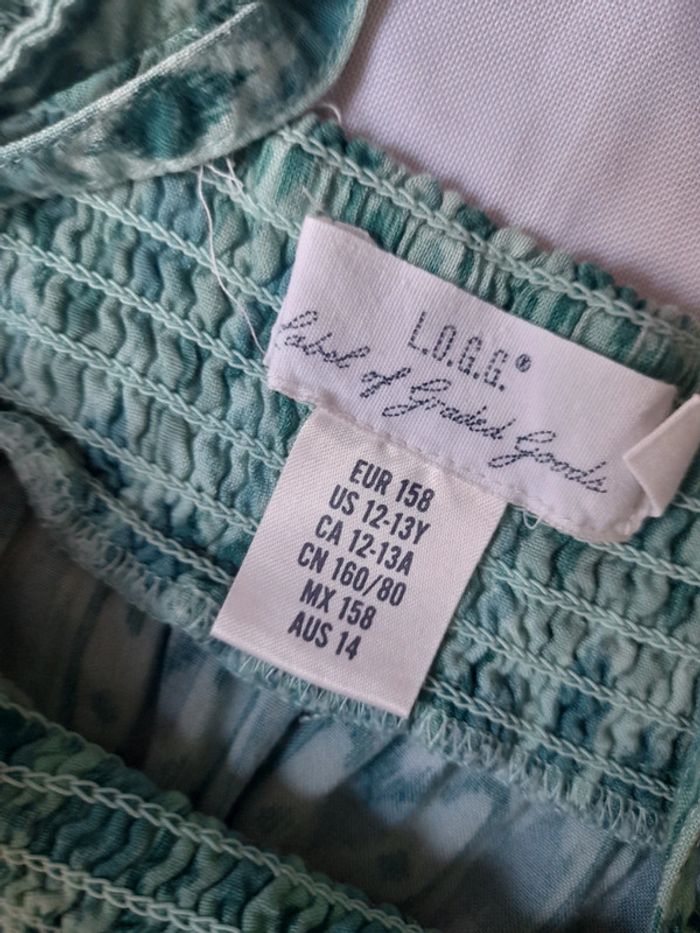 L.O.G.G.®
Label of Graded Goods
EUR 158
US 12-13Y
CA 12-13A
CN 160/80
MX 158
AUS 14